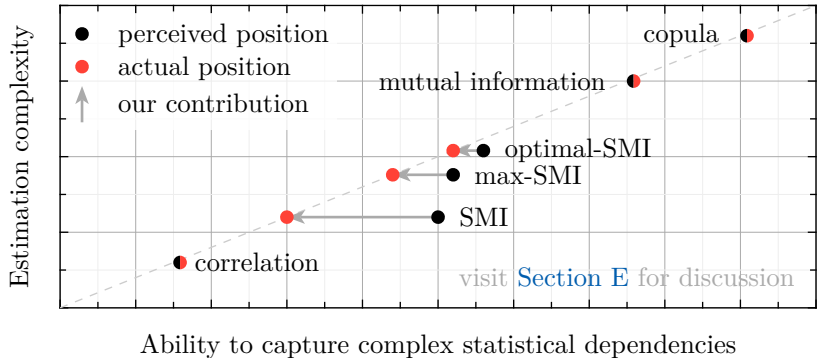 perceived position
actual position
our contribution
copula
mutual information
optimal-SMI
max-SMI
SMI
correlation
visit Section E for discussion
Estimation complexity
Ability to capture complex statistical dependencies